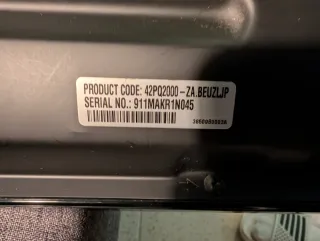 PRODUCT CODE: 42PQ2000-ZA.BEUZLJP
SERIAL NO.: 911MAKR1N045